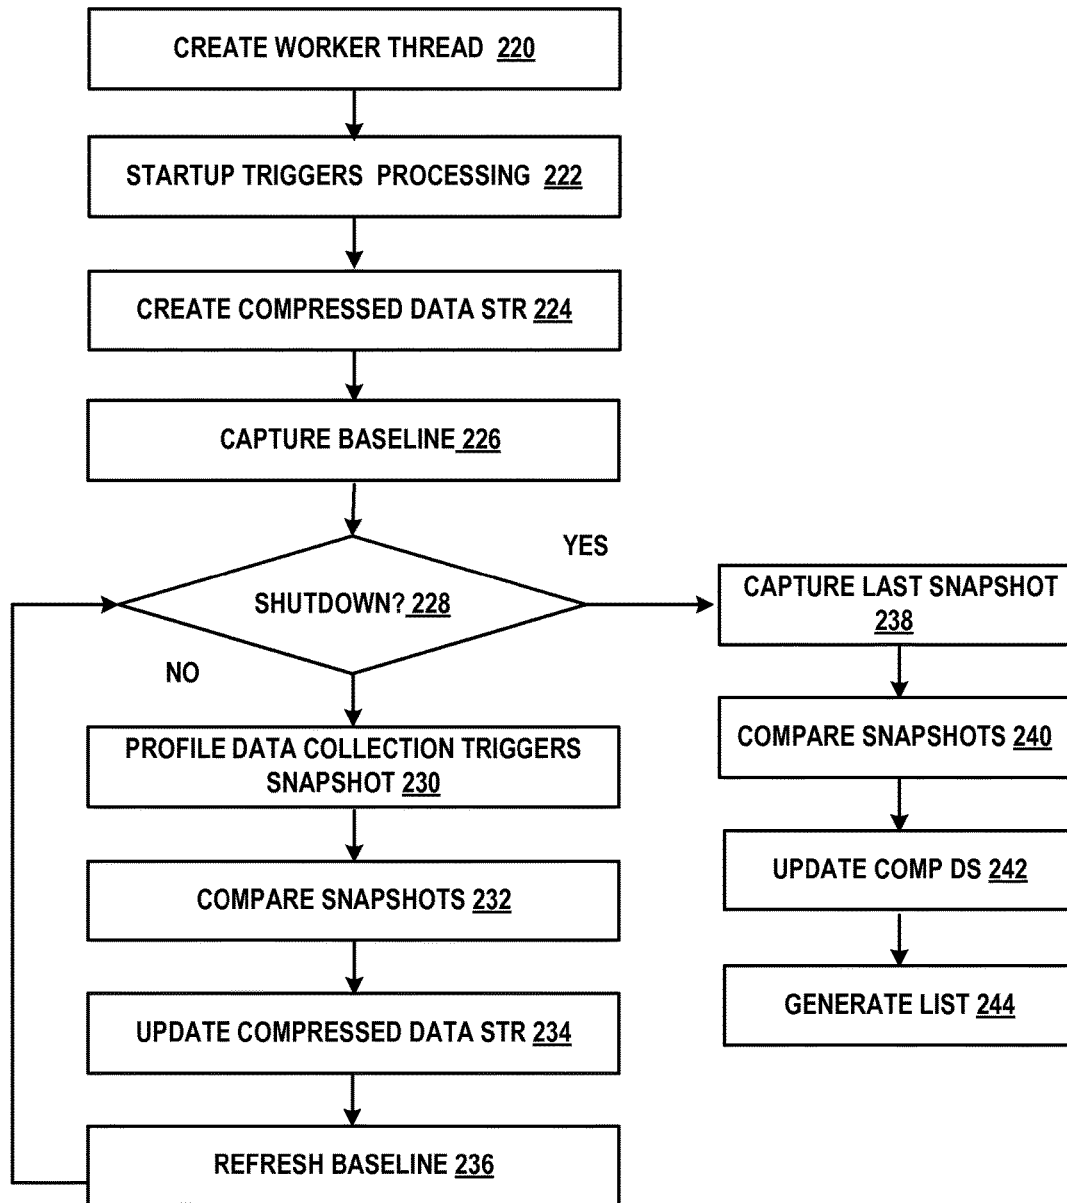 CREATE WORKER THREAD 220
STARTUP TRIGGERS PROCESSING 222
CREATE COMPRESSED DATA STR 224
CAPTURE BASELINE 226
YES
SHUTDOWN? 228
NO
CAPTURE LAST SNAPSHOT
238
PROFILE DATA COLLECTION TRIGGERS
SNAPSHOT 230
COMPARE SNAPSHOTS 240
COMPARE SNAPSHOTS 232
UPDATE COMP DS 242
UPDATE COMPRESSED DATA STR 234
GENERATE LIST 244
REFRESH BASELINE 236